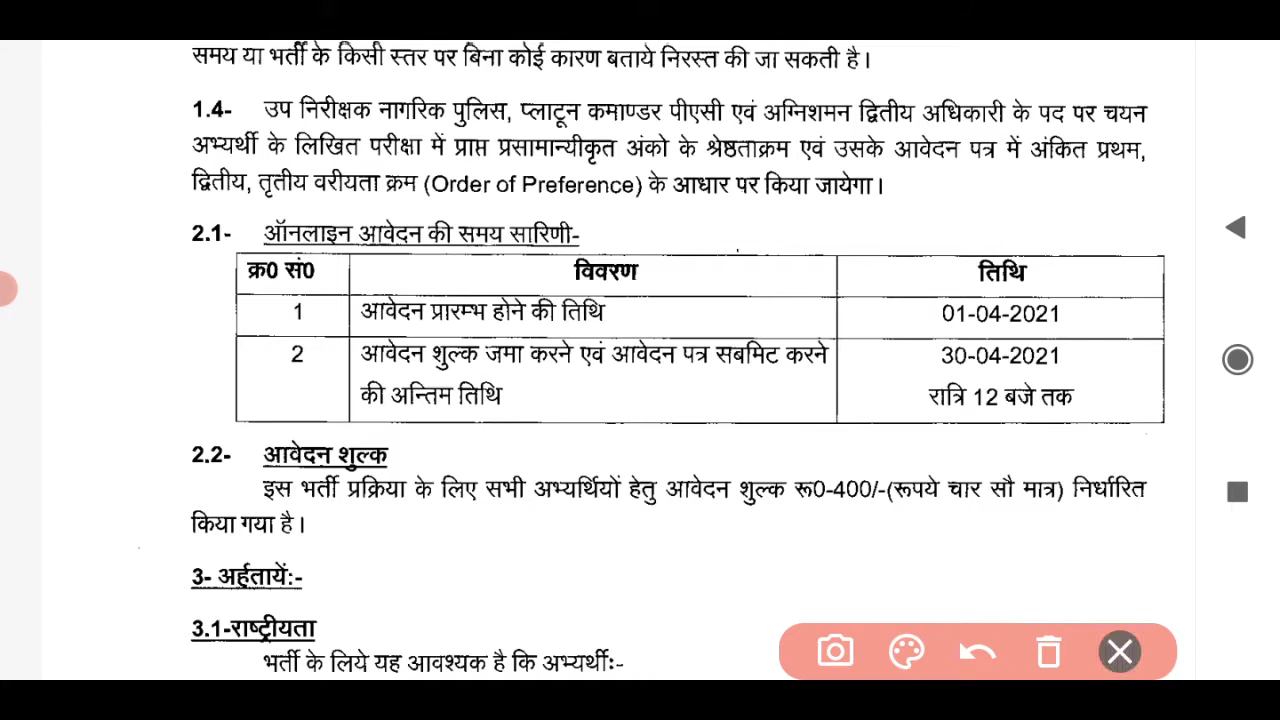 समय या भर्ती के किसी स्तर पर बिना कोई कारण बताये निरस्त की जा सकती है।
1.4- उप निरीक्षक नागरिक पुलिस, प्लाटून कमाण्डर पीएसी एवं अग्निशमन द्वितीय अधिकारी के पद पर चयन
अभ्यर्थी के लिखित परीक्षा में प्राप्त प्रसामान्यीकृत अंको के श्रेष्ठताक्रम एवं उसके आवेदन पत्र में अंकित प्रथम,
द्वितीय, तृतीय वरीयता क्रम (Order of Preference) के आधार पर किया जायेगा।
2.1- ऑनलाइन आवेदन की समय सारिणी-
क्र0 सं0 विवरण तिथि
1 आवेदन प्रारम्भ होने की तिथि 01-04-2021
2 आवेदन शुल्क जमा करने एवं आवेदन पत्र सबमिट करने 30-04-2021
की अन्तिम तिथि रात्रि 12 बजे तक
2.2- आवेदन शुल्क
इस भर्ती प्रक्रिया के लिए सभी अभ्यर्थियों हेतु आवेदन शुल्क रू0-400/-(रूपये चार सौ मात्र) निर्धारित
किया गया है।
3- अर्हतायें:-
3.1-राष्ट्रीयता
भर्ती के लिये यह आवश्यक है कि अभ्यर्थी:-